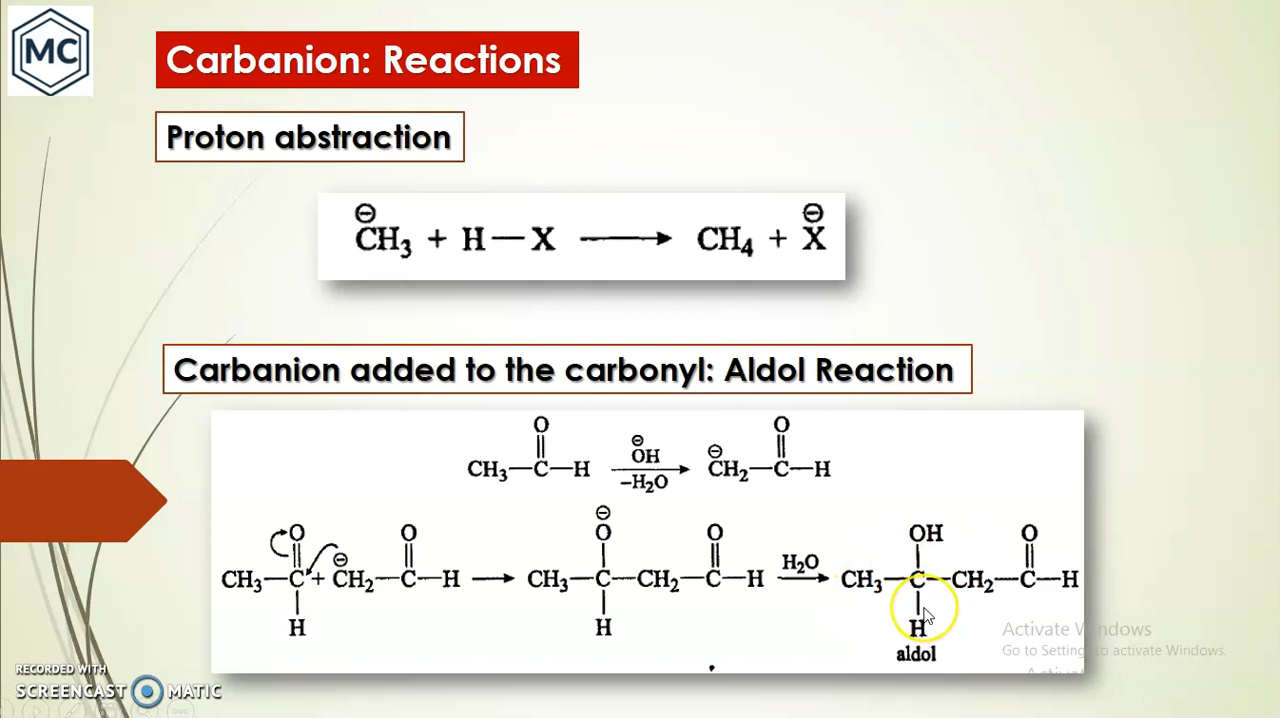 MC
Carbanion: Reactions
Proton abstraction
⊖ ⊖
CH₃ + H—X ⟶ CH₄ + X
Carbanion added to the carbonyl: Aldol Reaction
O ⊖ O
‖ OH ⊖ ‖
CH₃—C—H ⟶ CH₂—C—H
−H₂O
⊖
O O O O OH O
CH₃—C + CH₂—C—H ⟶ CH₃—C—CH₂—C—H H₂O ⟶ CH₃—C—CH₂—C—H
H H H
aldol
Activate Windows
Go to Settings to activate Windows.
RECORDED WITH
SCREENCAST MATIC